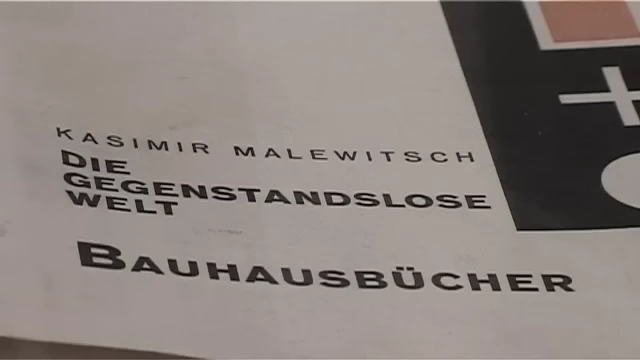 KASIMIR MALEWITSCH
DIE
GEGENSTANDSLOSE
WELT
BAUHAUSBÜCHER